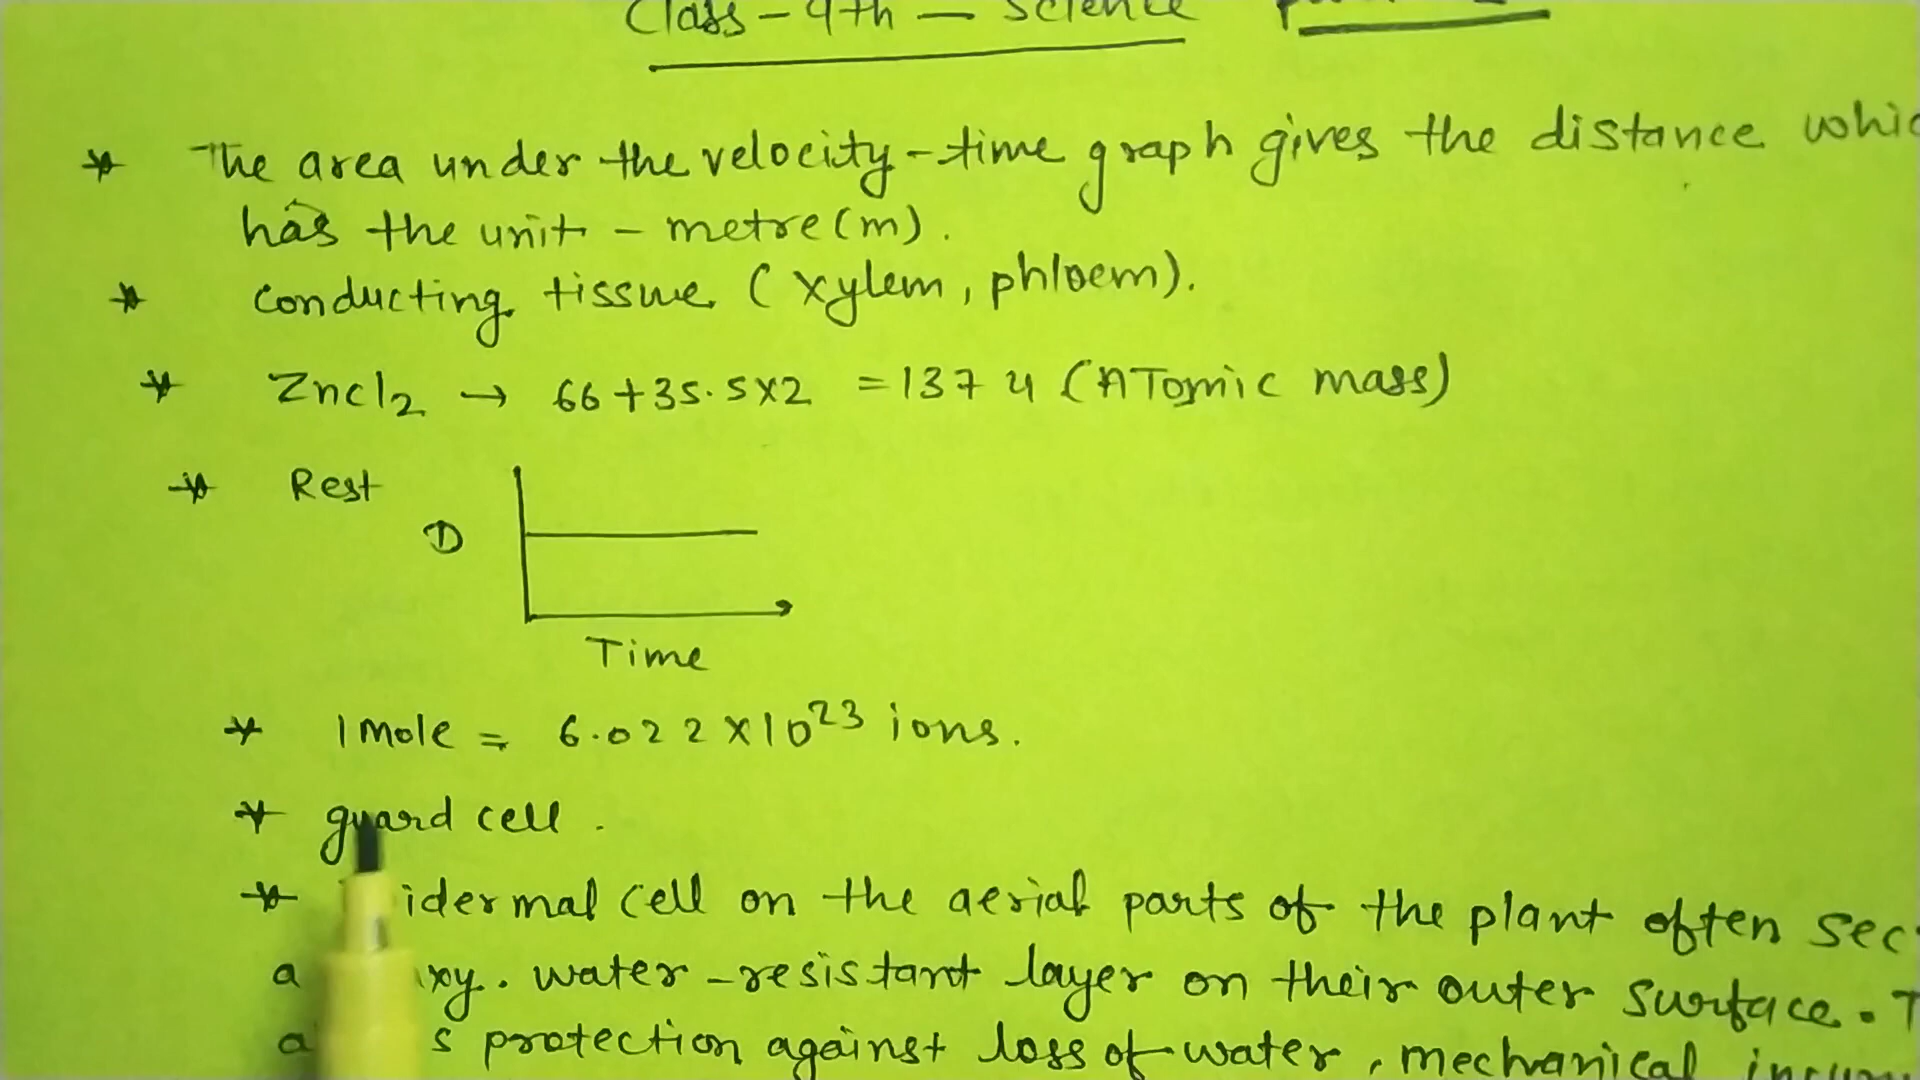 Class - 9th - Science
The area under the velocity-time graph gives the distance whic
has the unit - metre (m).
conducting tissue (xylem, phloem).
Zncl2 → 66+35.5x2 = 137 u (ATomic mass)
Rest
D
Time
1 mole = 6.022 x 10^23 ions.
guard cell.
idermal cell on the aerial parts of the plant often sec
a xy. water-resistant layer on their outer surface. T
a s protection against loss of water, mechanical